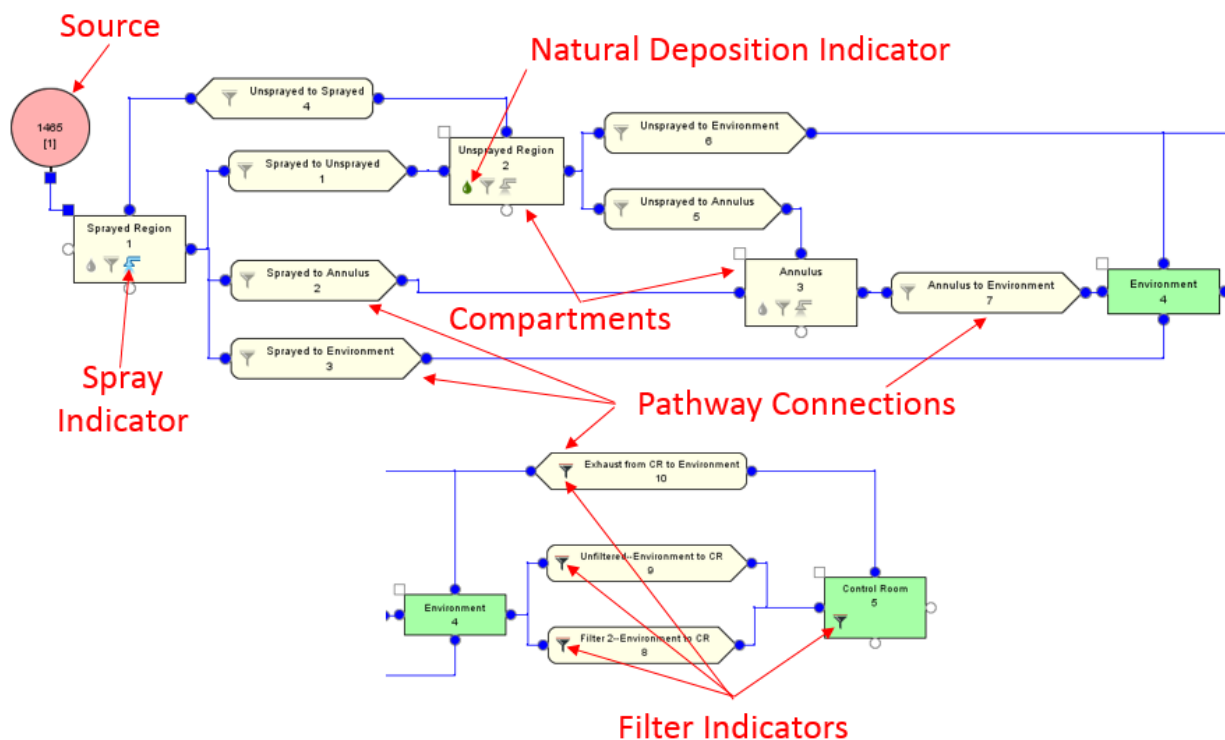 Source
Natural Deposition Indicator
Unsprayed to Sprayed
4
1465
[1]
Unsprayed to Environment
6
Sprayed to Unsprayed
1
Unsprayed Region
2
Unsprayed to Annulus
5
Sprayed Region
1
Sprayed to Annulus
2
Annulus
3
Annulus to Environment
7
Environment
4
Compartments
Sprayed to Environment
3
Spray
Indicator
Pathway Connections
Exhaust from CR to Environment
10
Unfiltered--Environment to CR
9
Environment
4
Control Room
5
Filter 2--Environment to CR
8
Filter Indicators